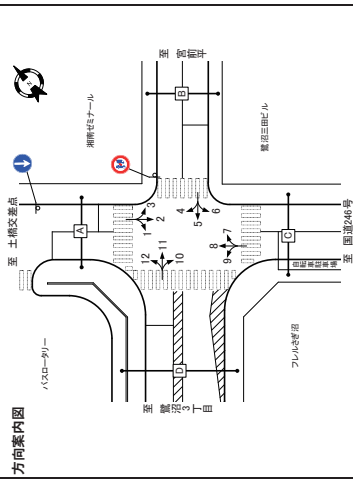 方向案内図
至 土橋交差点
湘南ゼミナール
バスロータリー
P
A
1
2
3
P
至 宮前平
B
4
5
6
12
11
10
7
8
9
鷺沼三田ビル
D
至 鷺沼3丁目
C
自転車駐車場
フレルさぎ沼
至 国道246号